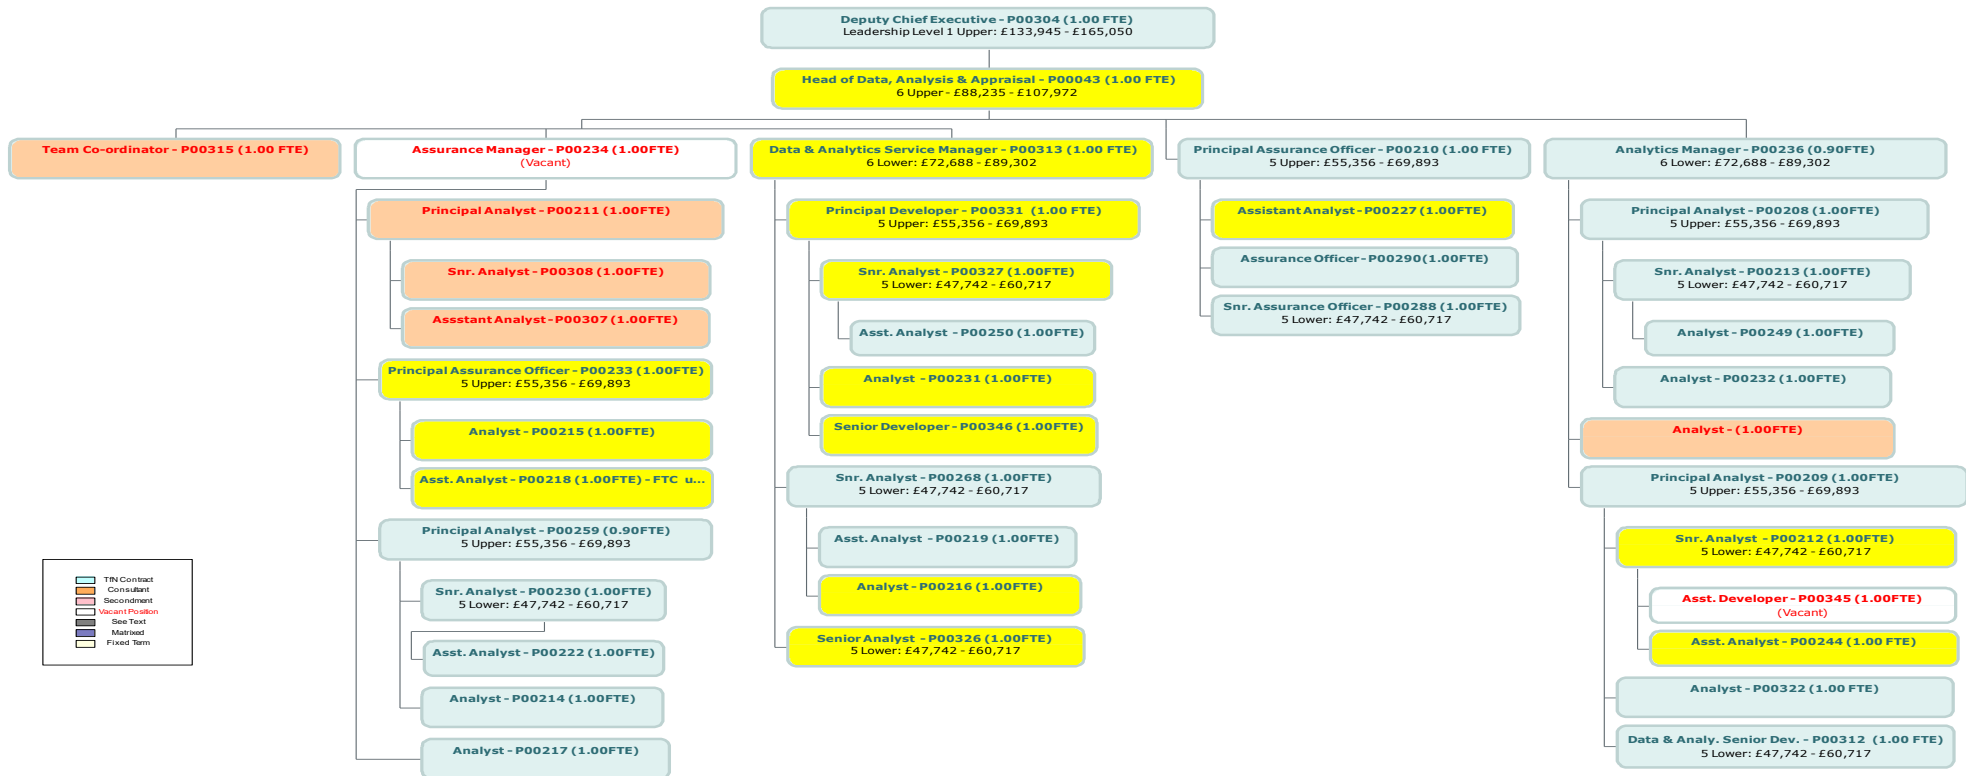 Deputy Chief Executive - P00304 (1.00 FTE)
Leadership Level 1 Upper: £133,945 - £165,050
Head of Data, Analysis & Appraisal - P00043 (1.00 FTE)
6 Upper - £88,235 - £107,972
Team Co-ordinator - P00315 (1.00 FTE)
Assurance Manager - P00234 (1.00FTE)
(Vacant)
Data & Analytics Service Manager - P00313 (1.00 FTE)
6 Lower: £72,688 - £89,302
Principal Assurance Officer - P00210 (1.00 FTE)
5 Upper: £55,356 - £69,893
Analytics Manager - P00236 (0.90FTE)
6 Lower: £72,688 - £89,302
Principal Analyst - P00211 (1.00FTE)
Snr. Analyst - P00308 (1.00FTE)
Assstant Analyst - P00307 (1.00FTE)
Principal Assurance Officer - P00233 (1.00FTE)
5 Upper: £55,356 - £69,893
Analyst - P00215 (1.00FTE)
Asst. Analyst - P00218 (1.00FTE) - FTC u...
Principal Analyst - P00259 (0.90FTE)
5 Upper: £55,356 - £69,893
Snr. Analyst - P00230 (1.00FTE)
5 Lower: £47,742 - £60,717
Asst. Analyst - P00222 (1.00FTE)
Analyst - P00214 (1.00FTE)
Analyst - P00217 (1.00FTE)
Principal Developer - P00331 (1.00 FTE)
5 Upper: £55,356 - £69,893
Snr. Analyst - P00327 (1.00FTE)
5 Lower: £47,742 - £60,717
Asst. Analyst - P00250 (1.00FTE)
Analyst - P00231 (1.00FTE)
Senior Developer - P00346 (1.00FTE)
Snr. Analyst - P00268 (1.00FTE)
5 Lower: £47,742 - £60,717
Asst. Analyst - P00219 (1.00FTE)
Analyst - P00216 (1.00FTE)
Senior Analyst - P00326 (1.00FTE)
5 Lower: £47,742 - £60,717
Assistant Analyst - P00227 (1.00FTE)
Assurance Officer - P00290 (1.00FTE)
Snr. Assurance Officer - P00288 (1.00FTE)
5 Lower: £47,742 - £60,717
Principal Analyst - P00208 (1.00FTE)
5 Upper: £55,356 - £69,893
Snr. Analyst - P00213 (1.00FTE)
5 Lower: £47,742 - £60,717
Analyst - P00249 (1.00FTE)
Analyst - P00232 (1.00FTE)
Analyst - (1.00FTE)
Principal Analyst - P00209 (1.00FTE)
5 Upper: £55,356 - £69,893
Snr. Analyst - P00212 (1.00FTE)
5 Lower: £47,742 - £60,717
Asst. Developer - P00345 (1.00FTE)
(Vacant)
Asst. Analyst - P00244 (1.00 FTE)
Analyst - P00322 (1.00 FTE)
Data & Analy. Senior Dev. - P00312 (1.00 FTE)
5 Lower: £47,742 - £60,717
TfN Contract
Consultant
Secondment
Vacant Position
See Text
Matrixed
Fixed Term